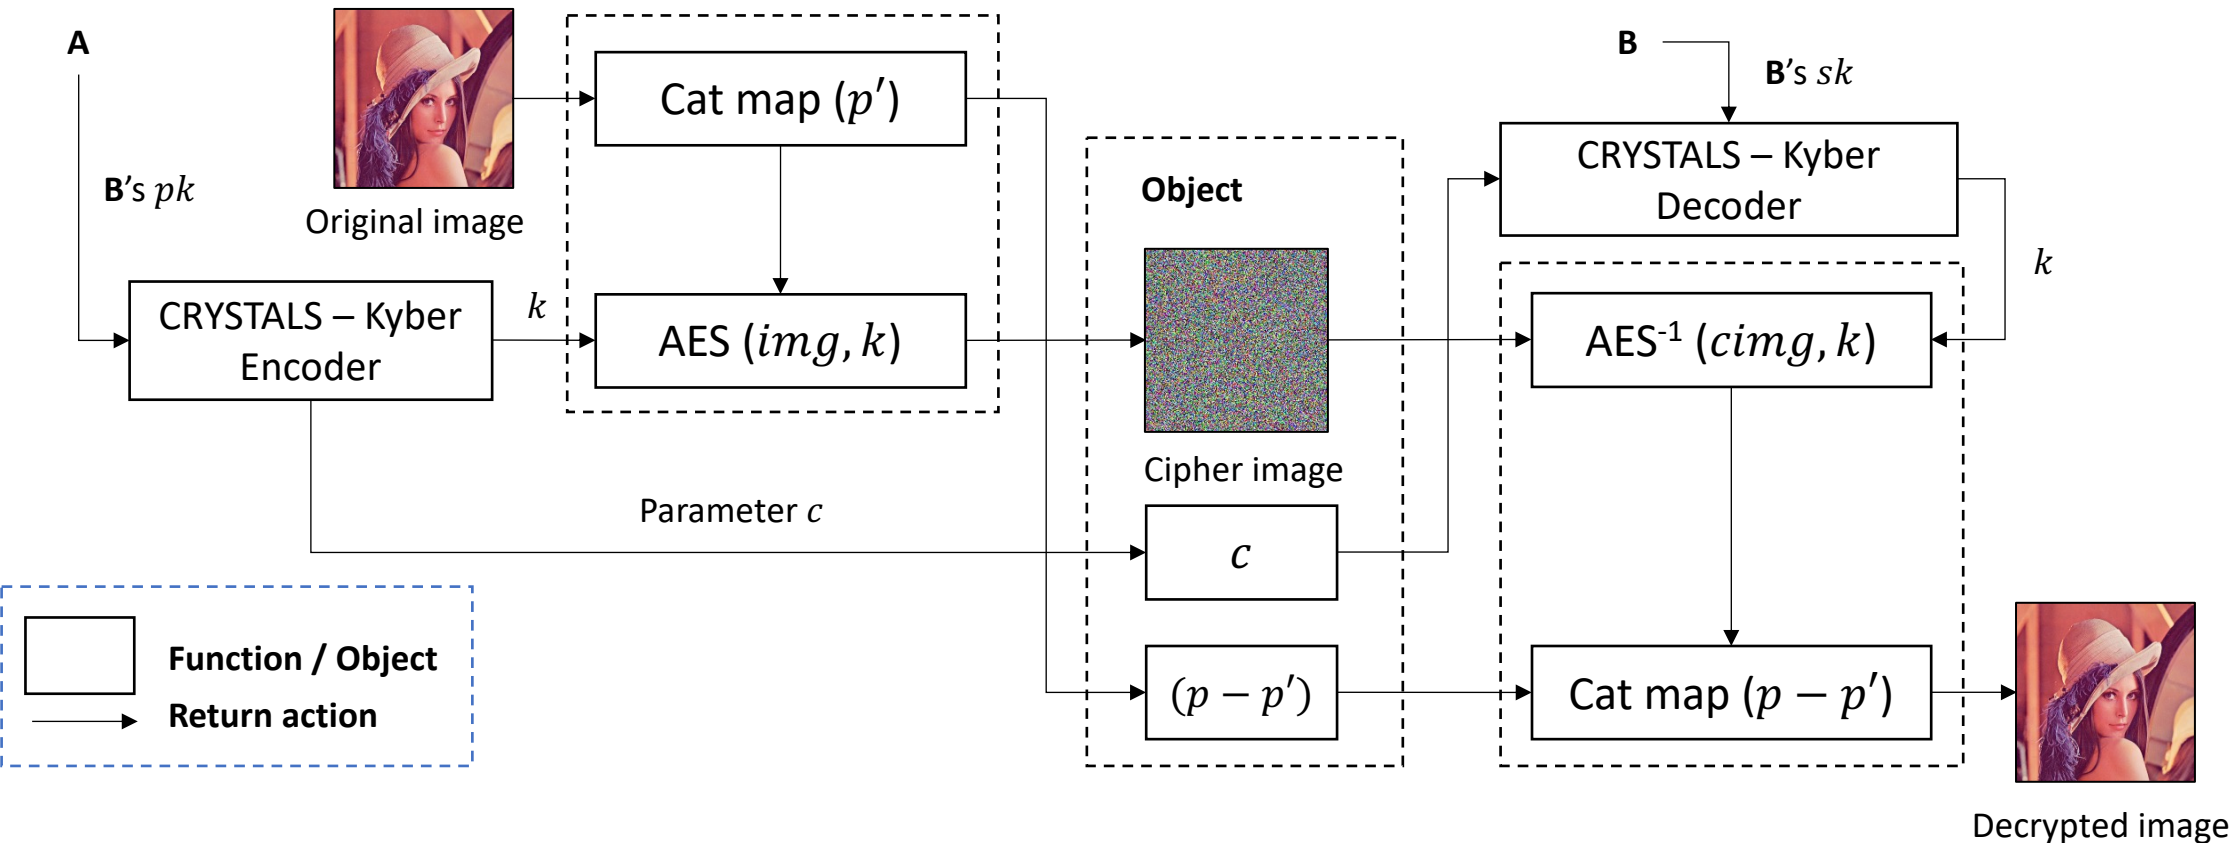 A
B's pk
Original image
Cat map (p′)
CRYSTALS – Kyber
Encoder
k
AES (img, k)
Parameter c
Object
Cipher image
c
(p − p′)
B
B's sk
CRYSTALS – Kyber
Decoder
k
AES-1 (cimg, k)
Cat map (p − p′)
Decrypted image
Function / Object
Return action